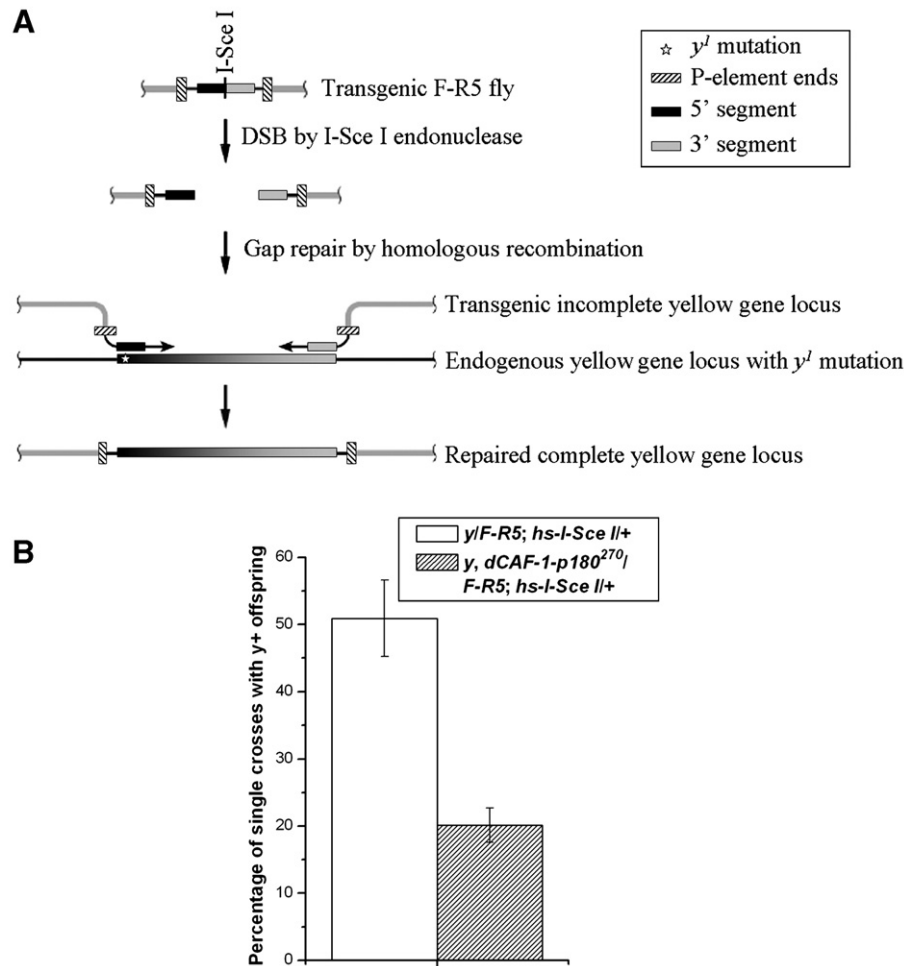 A
I-Sce I
Transgenic F-R5 fly
y¹ mutation
P-element ends
5' segment
3' segment
DSB by I-Sce I endonuclease
Gap repair by homologous recombination
Transgenic incomplete yellow gene locus
Endogenous yellow gene locus with y¹ mutation
Repaired complete yellow gene locus
B
y/F-R5; hs-I-Sce I/+
y, dCAF-1-p180²⁷⁰/
F-R5; hs-I-Sce I/+
Percentage of single crosses with y+ offspring
60
50
40
30
20
10
0